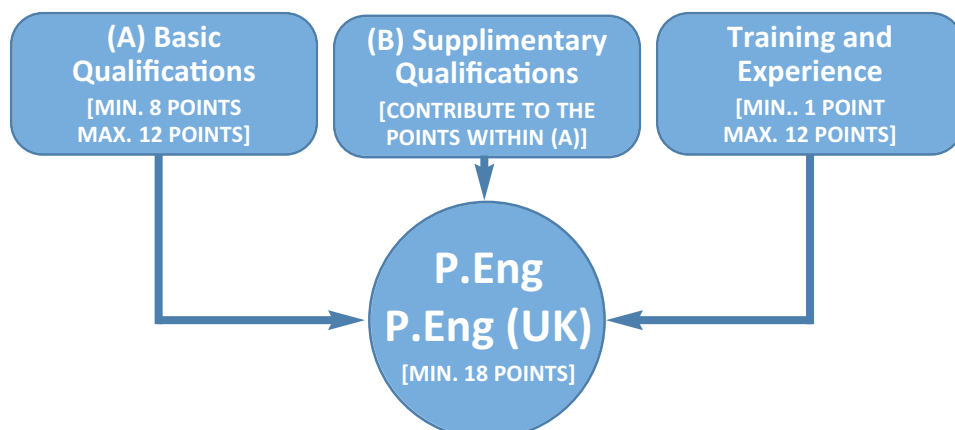 (A) Basic
Qualifications
[MIN. 8 POINTS
MAX. 12 POINTS]
(B) Supplimentary
Qualifications
[CONTRIBUTE TO THE
POINTS WITHIN (A)]
Training and
Experience
[MIN.. 1 POINT
MAX. 12 POINTS]
P.Eng
P.Eng (UK)
[MIN. 18 POINTS]